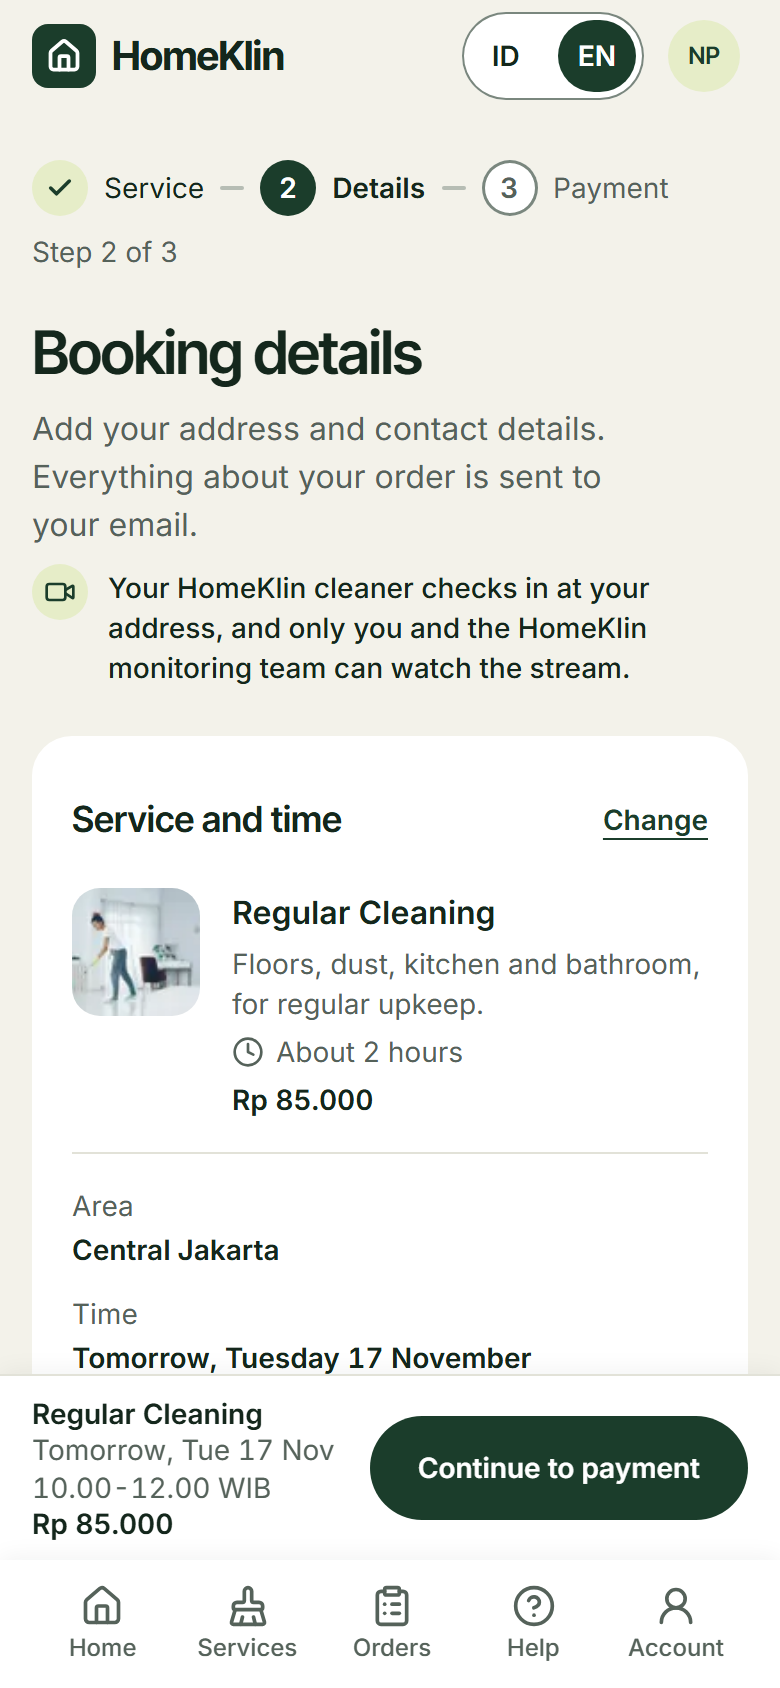 HomeKlin
ID
EN
NP
Service
2
Details
3
Payment
Step 2 of 3
Booking details
Add your address and contact details.
Everything about your order is sent to
your email.
Your HomeKlin cleaner checks in at your
address, and only you and the HomeKlin
monitoring team can watch the stream.
Service and time
Change
Regular Cleaning
Floors, dust, kitchen and bathroom,
for regular upkeep.
About 2 hours
Rp 85.000
Area
Central Jakarta
Time
Tomorrow, Tuesday 17 November
Regular Cleaning
Tomorrow, Tue 17 Nov
10.00-12.00 WIB
Rp 85.000
Continue to payment
Home
Services
Orders
Help
Account